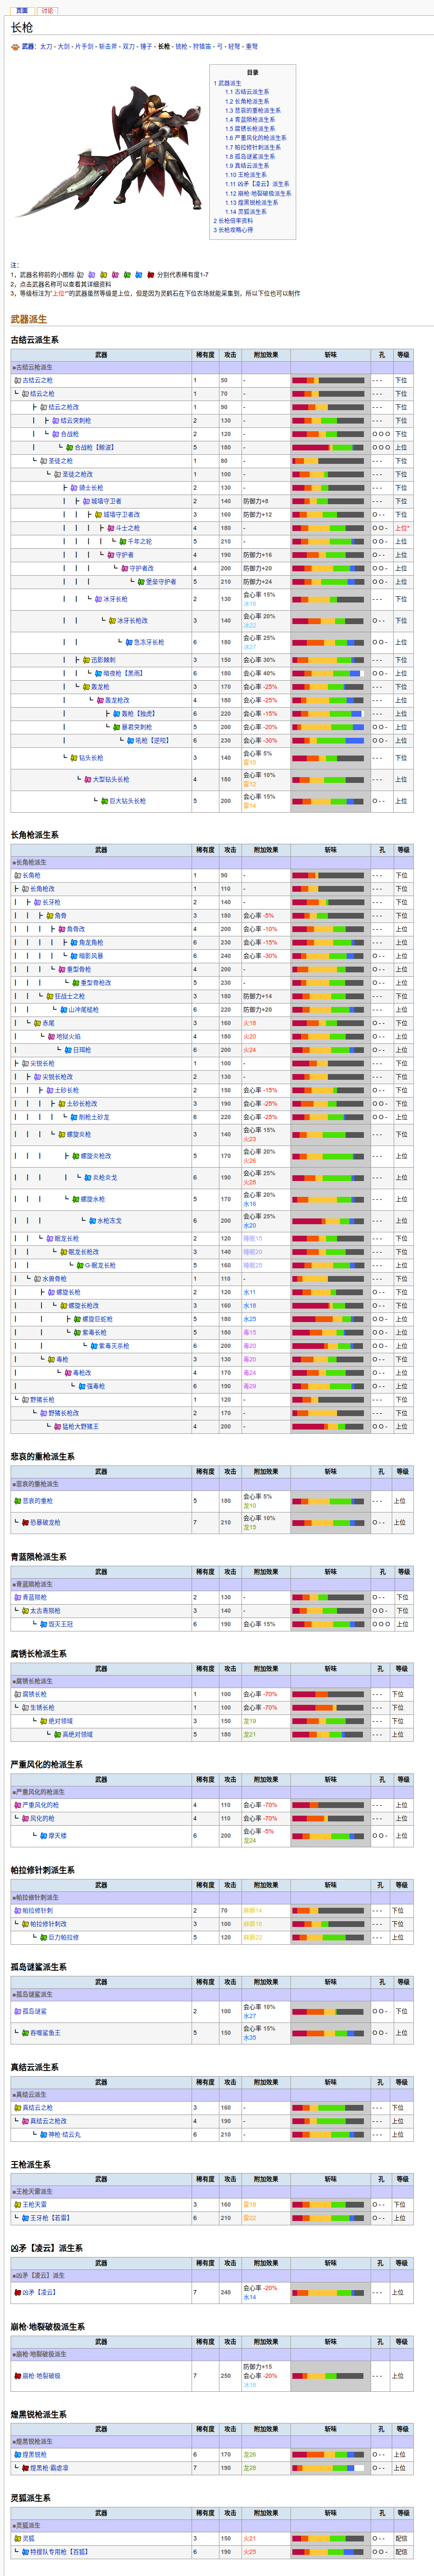 页面 讨论
长枪
武器：太刀 - 大剑 - 片手剑 - 斩击斧 - 双刀 - 锤子 - 长枪 - 铳枪 - 狩猎笛 - 弓 - 轻弩 - 重弩
目录
1 武器派生
1.1 古结云派生系
1.2 长角枪派生系
1.3 悲哀的重枪派生系
1.4 青蓝陨枪派生系
1.5 腐锈长枪派生系
1.6 严重风化的枪派生系
1.7 帕拉修针刺派生系
1.8 孤岛谜鲨派生系
1.9 真结云派生系
1.10 王枪派生系
1.11 凶矛【凌云】派生系
1.12 崩枪·地裂破极派生系
1.13 煌黑锐枪派生系
1.14 灵狐派生系
2 长枪倍率资料
3 长枪攻略心得
注：
1，武器名称前的小图标 分别代表稀有度1-7
2，点击武器名称可以查看其详细资料
3，等级标注为"上位*"的武器虽然等级是上位，但是因为灵鹤石在下位农场就能采集到，所以下位也可以制作
武器派生
古结云派生系
武器 稀有度 攻击 附加效果 斩味 孔 等级
■古结云枪派生
古结云之枪 1 50 - --- 下位
结云之枪 1 70 - --- 下位
结云之枪改 1 90 - --- 下位
结云突刺枪 2 130 - --- 下位
合战枪 2 120 - OOO 下位
合战枪【鲸波】 5 180 - OOO 上位
圣徒之枪 1 80 - --- 下位
圣徒之枪改 1 100 - --- 下位
骑士长枪 2 130 - --- 下位
城墙守卫者 2 140 防御力+8 --- 下位
城墙守卫者改 3 160 防御力+12 O-- 下位
斗士之枪 4 180 - OO- 上位*
千年之轮 5 210 - OO- 上位
守护者 4 190 防御力+16 OO- 上位
守护者改 4 200 防御力+20 OO- 上位
堡垒守护者 5 210 防御力+24 OO- 上位
冰牙长枪 2 130 会心率 15%
冰18 --- 下位
冰牙长枪改 3 140 会心率 20%
冰22 O-- 下位
急冻牙长枪 6 180 会心率 25%
冰27 OO- 上位
迅影棘刺 3 150 会心率 30% --- 下位
暗夜枪【黑雨】 6 180 会心率 40% --- 上位
轰龙枪 3 170 会心率 -25% --- 下位
轰龙枪改 4 180 会心率 -25% --- 上位
轰枪【独虎】 6 220 会心率 -15% --- 上位
暴君突刺枪 5 200 会心率 -20% OO- 上位
吼枪【逆咬】 6 230 会心率 -30% OO- 上位
钻头长枪 3 140 会心率 5%
雷10 --- 下位
大型钻头长枪 4 180 会心率 10%
雷12 --- 上位
巨大钻头长枪 5 200 会心率 15%
雷14 O-- 上位
长角枪派生系
武器 稀有度 攻击 附加效果 斩味 孔 等级
■长角枪派生
长角枪 1 90 - --- 下位
长角枪改 1 110 - --- 下位
长牙枪 2 140 - --- 下位
角骨 3 180 会心率 -5% --- 下位
角骨改 4 200 会心率 -10% --- 上位
角龙角枪 6 230 会心率 -15% --- 上位
暗影风暴 6 240 会心率 -30% O-- 上位
重型骨枪 4 200 - --- 上位
重型骨枪改 5 230 - --- 上位
狂战士之枪 3 180 防御力+14 --- 下位
山冲尾槌枪 6 220 防御力+20 --- 上位
赤尾 3 160 火18 O-- 下位
地狱火焰 4 180 火20 O-- 上位
日珥枪 6 200 火24 O-- 上位
尖锐长枪 1 100 - --- 下位
尖锐长枪改 2 130 - --- 下位
土砂长枪 2 150 会心率 -15% --- 下位
土砂长枪改 3 190 会心率 -25% OO- 下位
削枪土砂龙 6 220 会心率 -25% OO- 上位
螺旋炎枪 3 140 会心率 15%
火23 --- 下位
螺旋炎枪改 5 170 会心率 20%
火26 --- 上位
炎枪炎戈 6 190 会心率 25%
火28 --- 上位
螺旋水枪 5 170 会心率 20%
水16 --- 上位
水枪冻戈 6 200 会心率 25%
水20 --- 上位
眠龙长枪 2 120 睡眠15 --- 下位
眠龙长枪改 3 140 睡眠20 --- 下位
G·眠龙长枪 5 160 睡眠25 --- 上位
水兽骨枪 1 110 - --- 下位
螺旋长枪 2 120 水11 O-- 下位
螺旋长枪改 3 160 水18 O-- 下位
螺旋巨蛇枪 5 180 水25 O-- 上位
紫毒长枪 5 180 毒15 --- 上位
紫毒灭杀枪 6 200 毒20 --- 上位
毒枪 3 130 毒20 O-- 下位
毒枪改 4 170 毒24 O-- 上位
强毒枪 6 190 毒29 O-- 上位
野猪长枪 1 120 - --- 下位
野猪长枪改 2 170 - --- 下位
猛枪大野猪王 4 200 - OO- 上位
悲哀的重枪派生系
武器 稀有度 攻击 附加效果 斩味 孔 等级
■悲哀的重枪派生
悲哀的重枪 5 180 会心率 5%
龙10 --- 上位
恐暴破龙枪 7 210 会心率 10%
龙15 O-- 上位
青蓝陨枪派生系
武器 稀有度 攻击 附加效果 斩味 孔 等级
■青蓝陨枪派生
青蓝陨枪 2 130 - O-- 下位
太古青陨枪 3 140 - OO- 下位
毁灭王冠 6 190 会心率 15% OOO 上位
腐锈长枪派生系
武器 稀有度 攻击 附加效果 斩味 孔 等级
■腐锈长枪派生
腐锈长枪 1 100 会心率 -70% --- 下位
生锈长枪 1 100 会心率 -70% --- 下位
绝对领域 3 150 龙19 --- 下位
高绝对领域 5 180 龙21 --- 上位
严重风化的枪派生系
武器 稀有度 攻击 附加效果 斩味 孔 等级
■严重风化的枪派生
严重风化的枪 4 110 会心率 -70% --- 上位
风化的枪 4 110 会心率 -70% --- 上位
摩天楼 6 200 会心率 -5%
龙24 OO- 上位
帕拉修针刺派生系
武器 稀有度 攻击 附加效果 斩味 孔 等级
■帕拉修针刺派生
帕拉修针刺 2 70 麻痹14 --- 下位
帕拉修针刺改 3 100 麻痹18 --- 下位
巨力帕拉修 5 120 麻痹22 --- 上位
孤岛谜鲨派生系
武器 稀有度 攻击 附加效果 斩味 孔 等级
■孤岛谜鲨派生
孤岛谜鲨 2 100 会心率 10%
水27 OO- 下位
吞噬鲨鱼王 5 150 会心率 15%
水35 OO- 上位
真结云派生系
武器 稀有度 攻击 附加效果 斩味 孔 等级
■真结云派生
真结云之枪 3 160 - --- 下位
真结云之枪改 4 190 - --- 上位
神枪·结云丸 6 210 - --- 上位
王枪派生系
武器 稀有度 攻击 附加效果 斩味 孔 等级
■王枪天雷派生
王枪天雷 3 160 雷18 O-- 下位
王牙枪【若雷】 6 210 雷22 O-- 上位
凶矛【凌云】派生系
武器 稀有度 攻击 附加效果 斩味 孔 等级
■凶矛【凌云】派生
凶矛【凌云】 7 240 会心率 -20%
水14 --- 上位
崩枪·地裂破极派生系
武器 稀有度 攻击 附加效果 斩味 孔 等级
■崩枪·地裂破极派生
崩枪·地裂破极 7 250 防御力+15
会心率 -20%
冰16 --- 上位
煌黑锐枪派生系
武器 稀有度 攻击 附加效果 斩味 孔 等级
■煌黑锐枪派生
煌黑锐枪 6 170 龙26 O-- 上位
煌黑枪·霸虐凛 7 190 龙28 O-- 上位
灵狐派生系
武器 稀有度 攻击 附加效果 斩味 孔 等级
■灵狐派生
灵狐 3 150 火21 O-- 配信
特捜队专用枪【百狐】 6 190 火25 OO- 配信